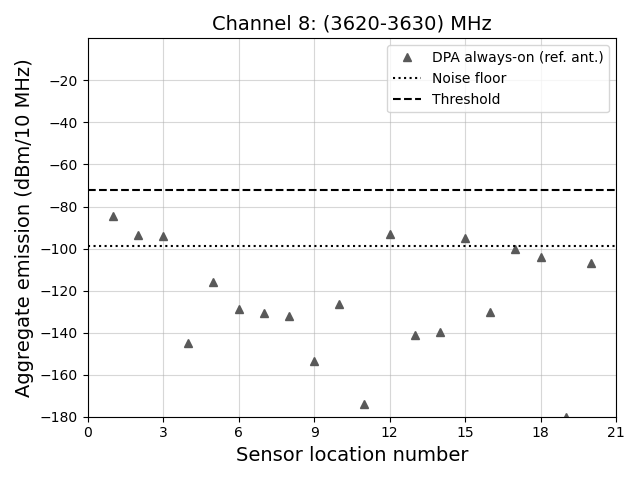 Channel 8: (3620-3630) MHz
DPA always-on (ref. ant.)
Noise floor
Threshold
Aggregate emission (dBm/10 MHz)
−20
−40
−60
−80
−100
−120
−140
−160
−180
0 3 6 9 12 15 18 21
Sensor location number